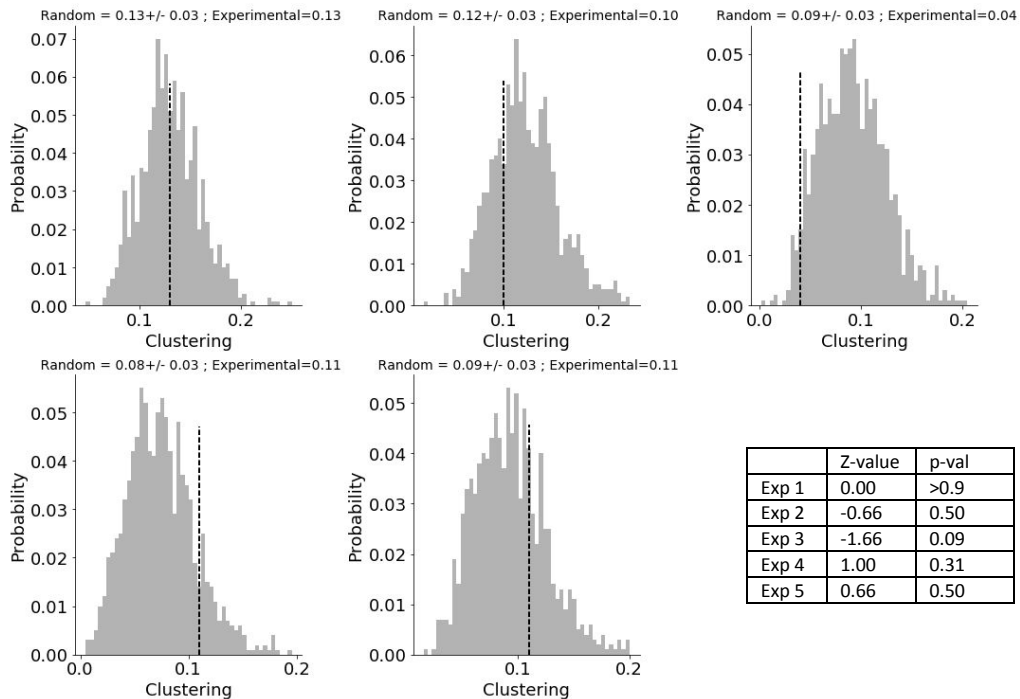 Random = 0.13+/- 0.03 ; Experimental=0.13
0.07
0.06
0.05
0.04
0.03
0.02
0.01
0.00
Probability
0.1
0.2
Clustering
Random = 0.12+/- 0.03 ; Experimental=0.10
0.06
0.05
0.04
0.03
0.02
0.01
0.00
Probability
0.1
0.2
Clustering
Random = 0.09+/- 0.03 ; Experimental=0.04
0.05
0.04
0.03
0.02
0.01
0.00
Probability
0.0
0.1
0.2
Clustering
Random = 0.08+/- 0.03 ; Experimental=0.11
0.05
0.04
0.03
0.02
0.01
0.00
Probability
0.0
0.1
0.2
Clustering
Random = 0.09+/- 0.03 ; Experimental=0.11
0.05
0.04
0.03
0.02
0.01
0.00
Probability
0.1
0.2
Clustering
Z-value p-val
Exp 1 0.00 >0.9
Exp 2 -0.66 0.50
Exp 3 -1.66 0.09
Exp 4 1.00 0.31
Exp 5 0.66 0.50